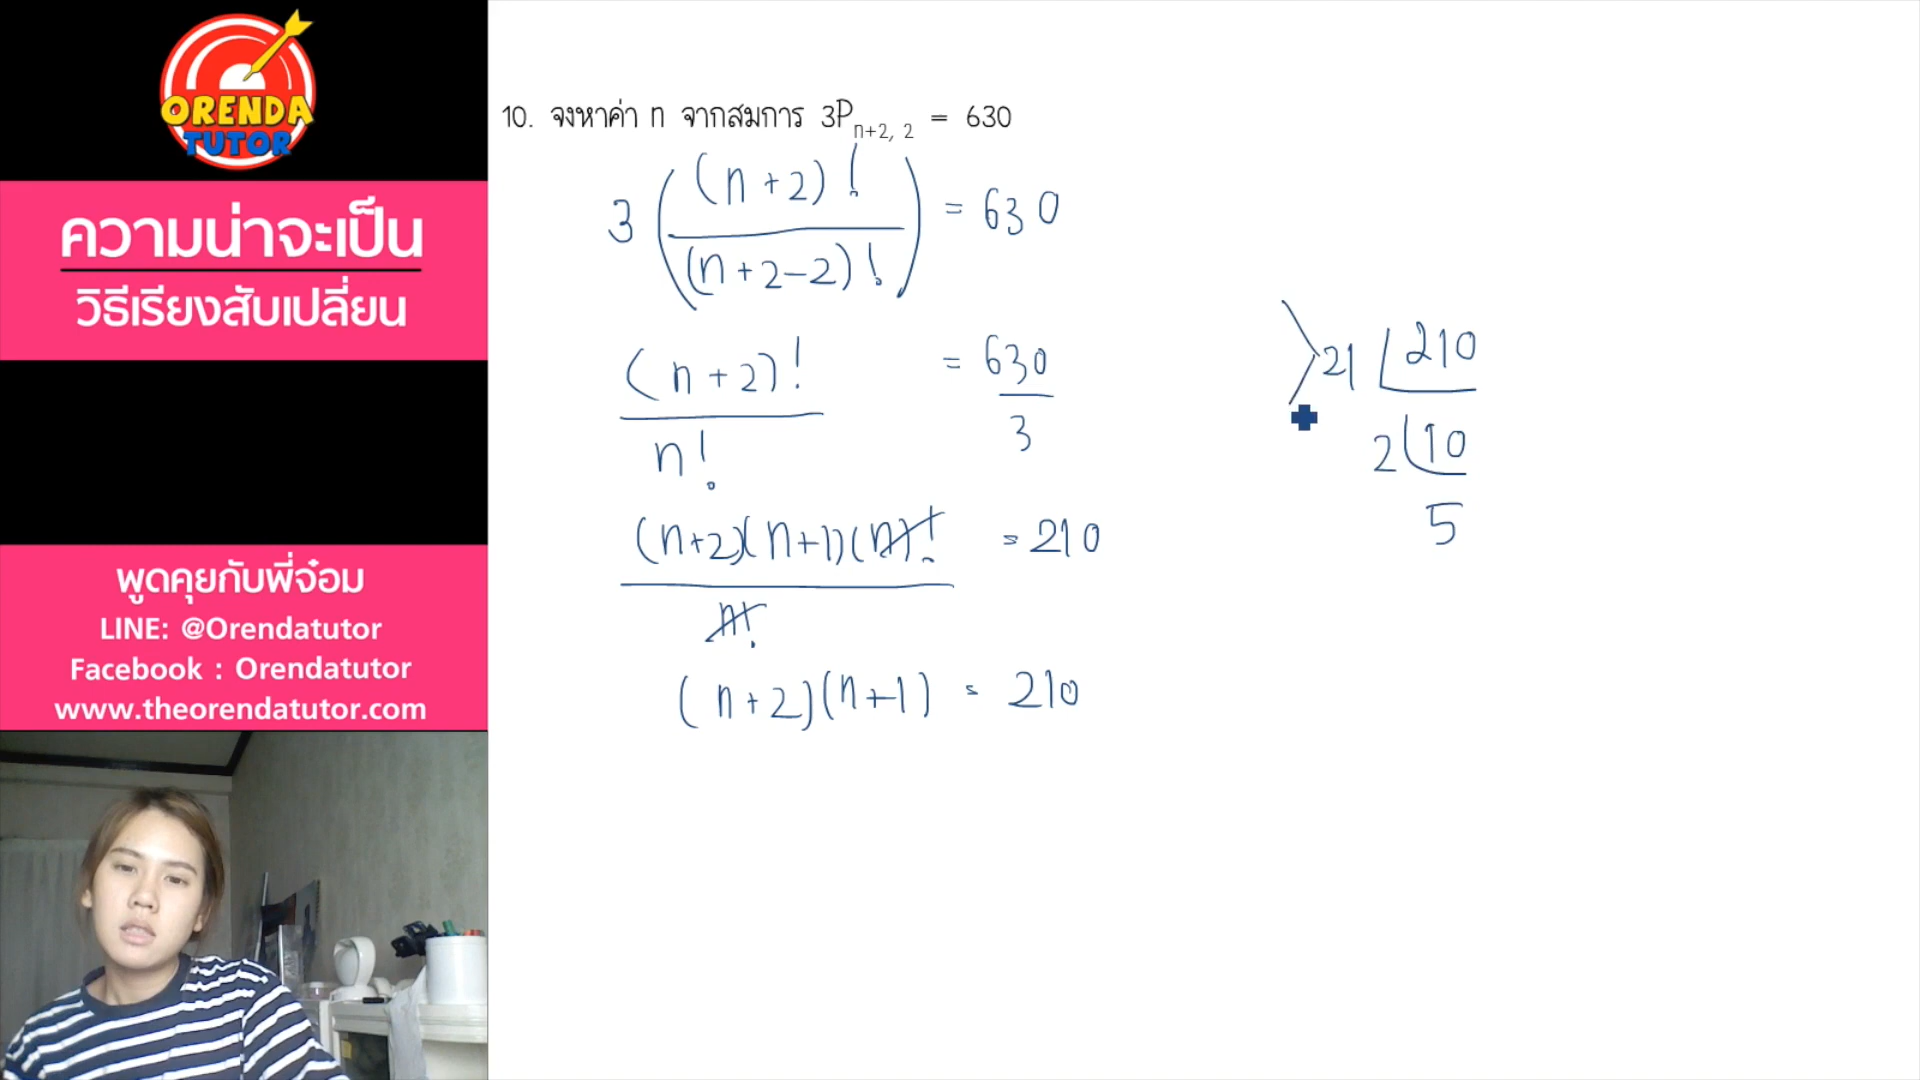 ORENDA
TUTOR
ความน่าจะเป็น
วิธีเรียงสับเปลี่ยน
พูดคุยกับพี่จ๋อม
LINE: @Orendatutor
Facebook : Orendatutor
www.theorendatutor.com
10. จงหาค่า n จากสมการ 3P n+2, 2 = 630
3 ( (n+2)! / (n+2-2)! ) = 630
(n+2)! / n! = 630 / 3
(n+2)(n+1)(n)! / n! = 210
(n+2)(n+1) = 210
21 210
2 10
5